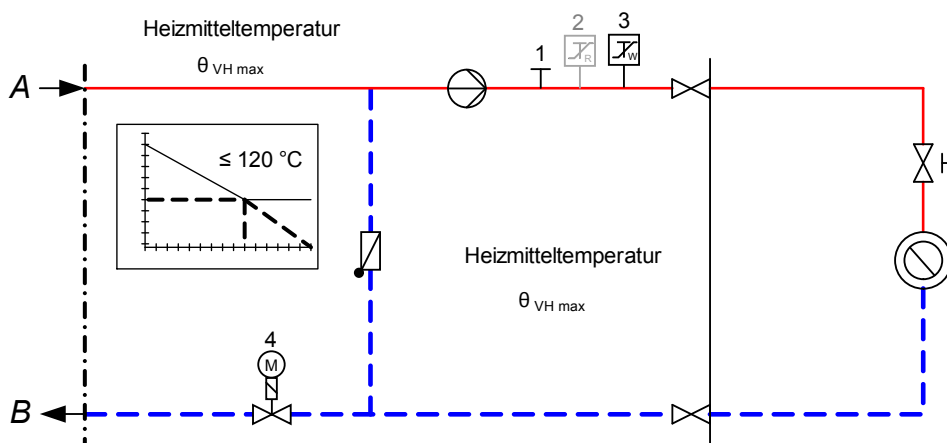 Heizmitteltemperatur
θ VH max
1
2
R
3
W
A
≤ 120 °C
Heizmitteltemperatur
θ VH max
4
M
B